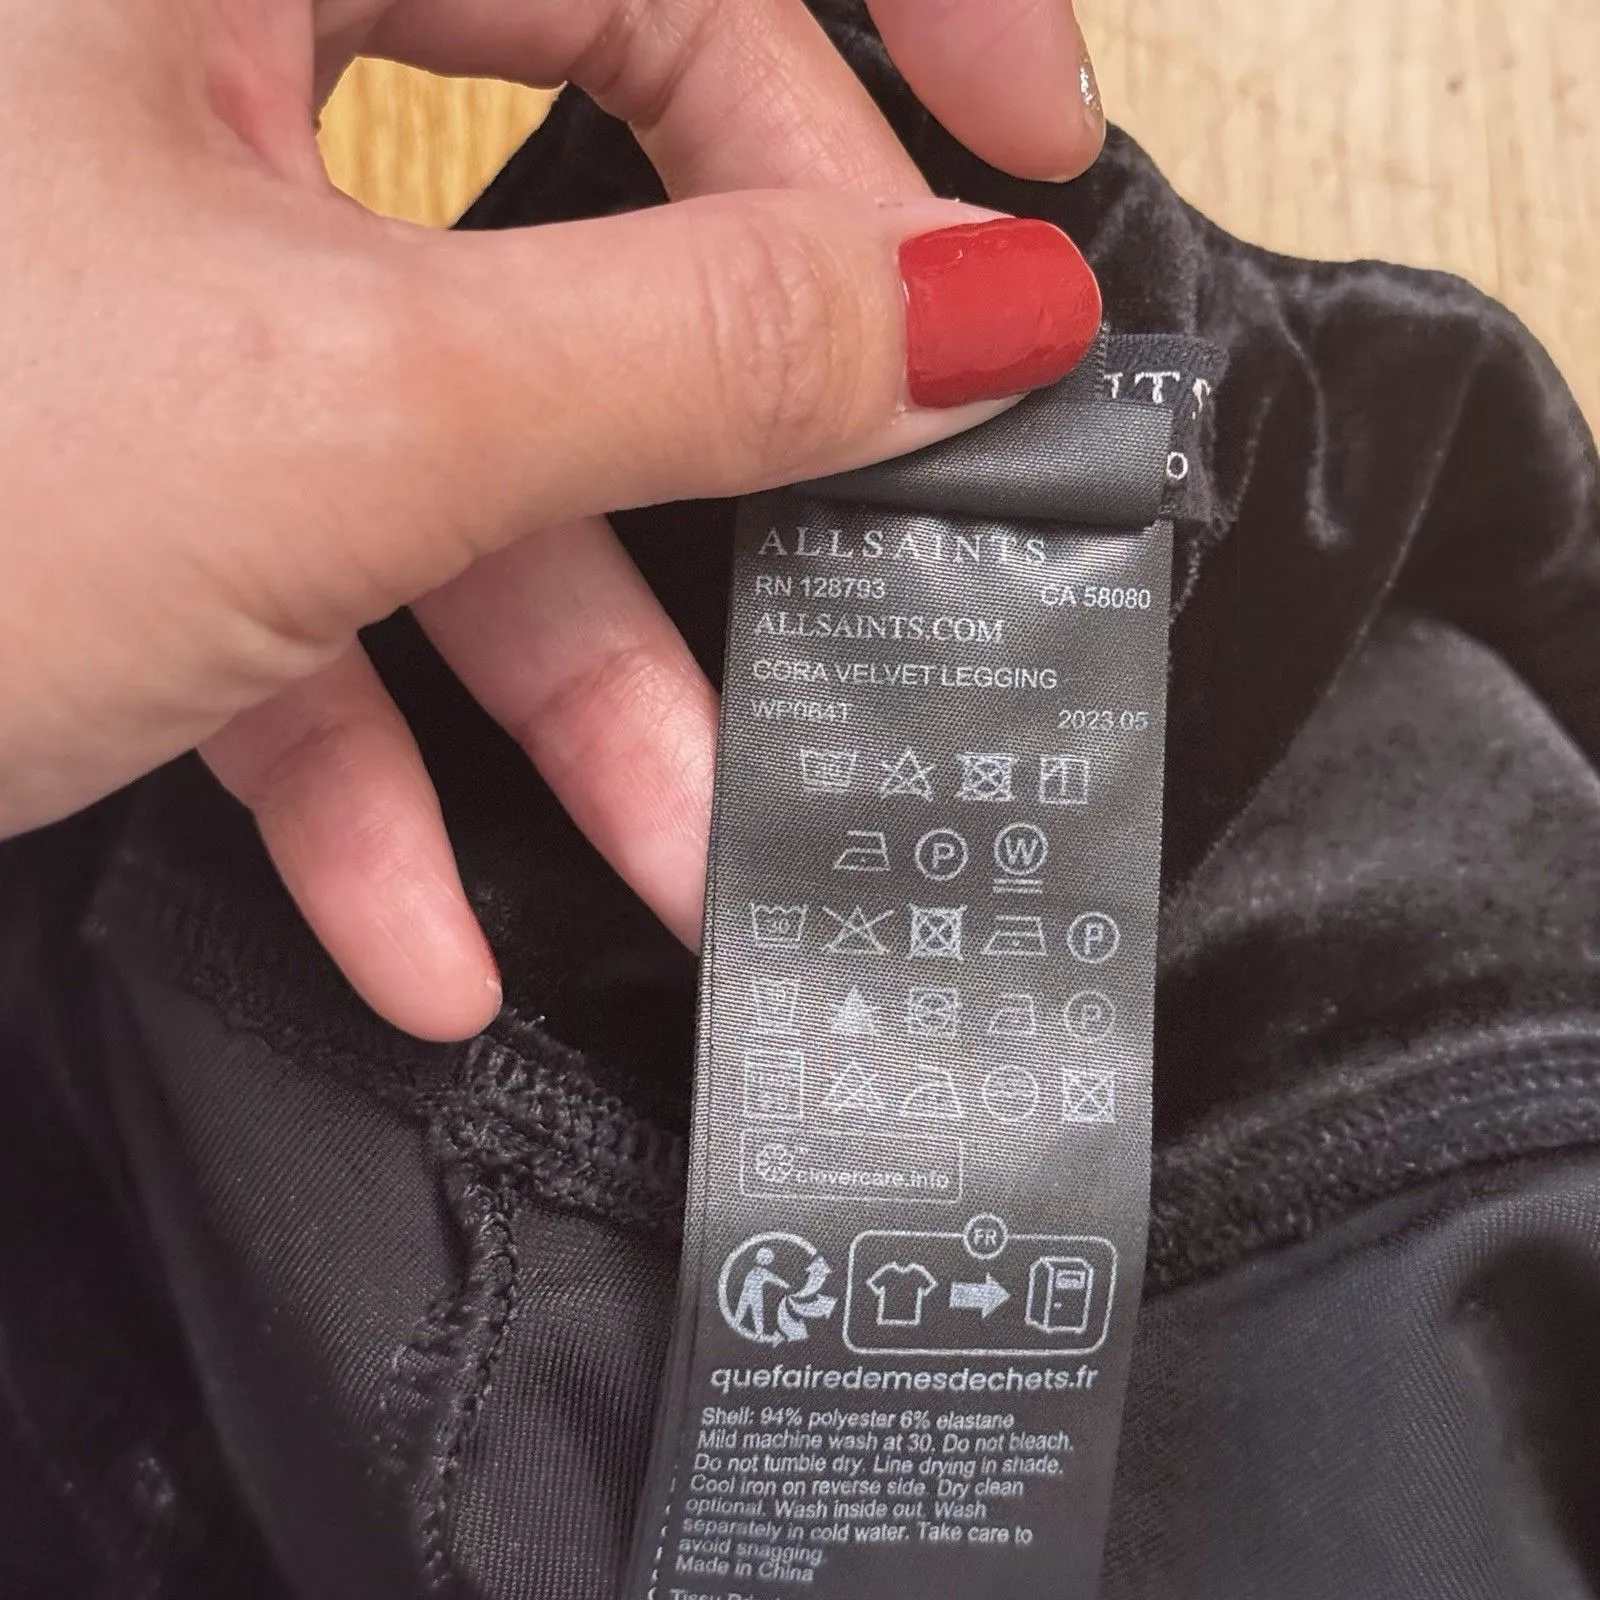 ALLSAINTS
RN 128793 CA 58080
ALLSAINTS.COM
CORA VELVET LEGGING
2023.05
P W
P
P
clevercare.info
FR
quefairedemesdechets.fr
Shell: 94% polyester 6% elastane
Mild machine wash at 30. Do not bleach.
Do not tumble dry. Line drying in shade.
Cool iron on reverse side. Dry clean
optional. Wash inside out. Wash
separately in cold water. Take care to
avoid snagging.
Made in China